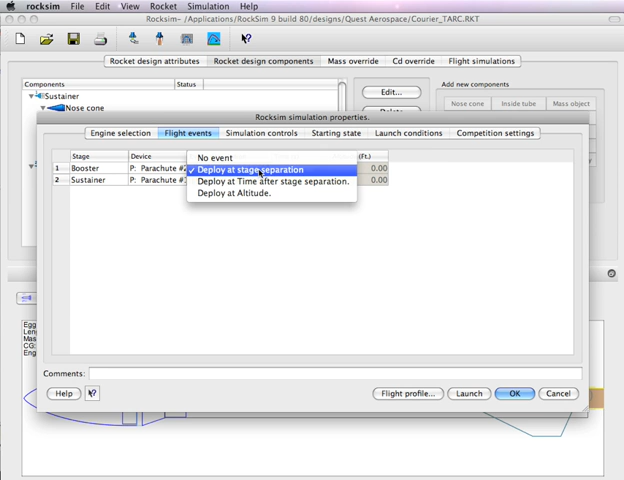 rocksim File Edit View Rocket Simulation Help
Rocksim- /Applications/RockSim 9 build 80/designs/Quest Aerospace/Courier_TARC.RKT
Rocket design attributes Rocket design components Mass override Cd override Flight simulations
Components Status
Edit... Add new components
Sustainer
Nose cone Nose cone Inside tube Mass object
Rocksim simulation properties.
Engine selection Flight events Simulation controls Starting state Launch conditions Competition settings
Stage Device (Ft.)
No event
1 Booster P: Parachute #2 Deploy at stage separation 0.00
2 Sustainer P: Parachute Deploy at Time after stage separation. 0.00
Deploy at Altitude.
Egg
Len
Mas
CG:
Eng
Comments:
Help Flight profile... Launch OK Cancel